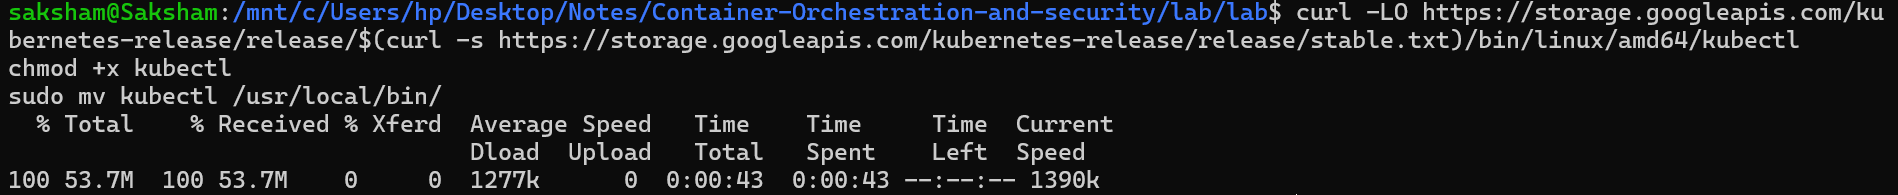 saksham@Saksham:/mnt/c/Users/hp/Desktop/Notes/Container-Orchestration-and-security/lab/lab$ curl -LO https://storage.googleapis.com/ku
bernetes-release/release/$(curl -s https://storage.googleapis.com/kubernetes-release/release/stable.txt)/bin/linux/amd64/kubectl
chmod +x kubectl
sudo mv kubectl /usr/local/bin/
  % Total    % Received % Xferd  Average Speed   Time    Time     Time  Current
                                 Dload  Upload   Total   Spent    Left  Speed
100 53.7M  100 53.7M    0     0  1277k      0  0:00:43  0:00:43 --:--:-- 1390k